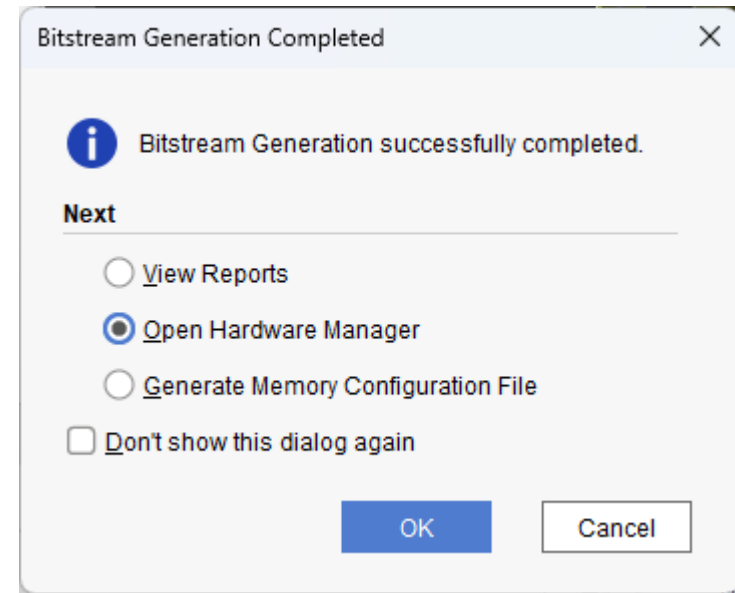 Bitstream Generation Completed
Bitstream Generation successfully completed.
Next
View Reports
Open Hardware Manager
Generate Memory Configuration File
Don't show this dialog again
OK
Cancel